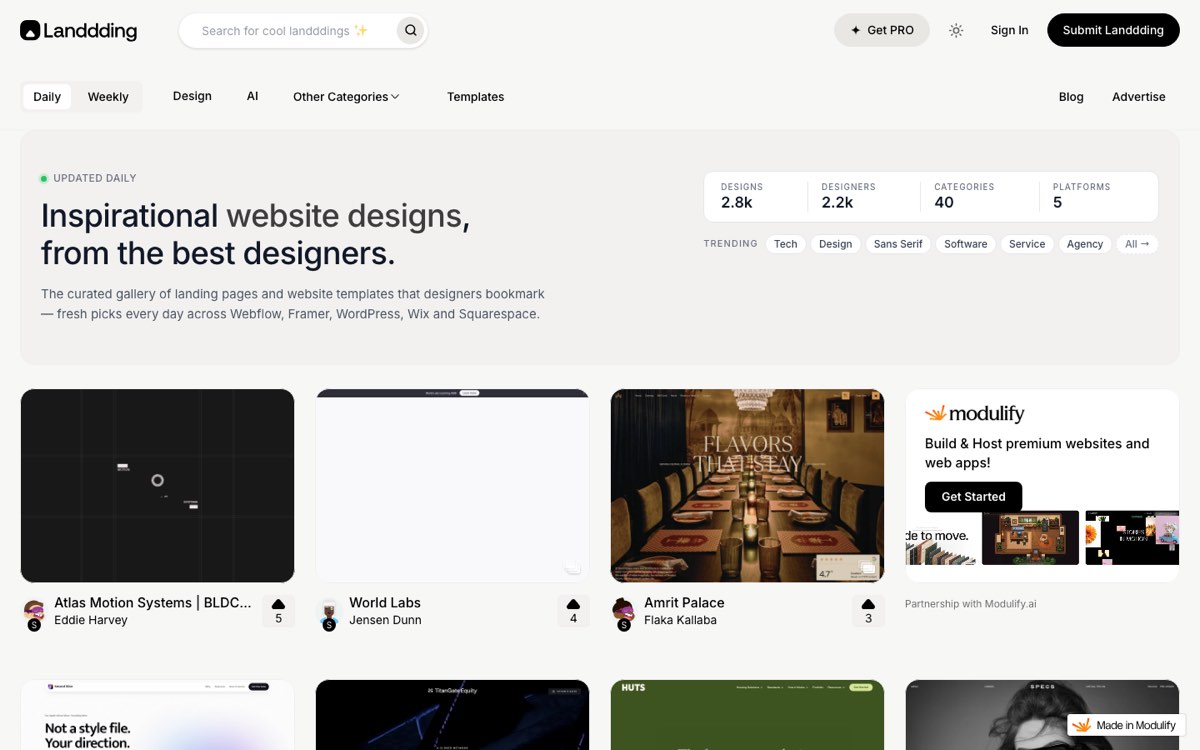 Landdding
Search for cool landddings ✨
Get PRO
Sign In
Submit Landdding
Daily
Weekly
Design
AI
Other Categories
Templates
Blog
Advertise
UPDATED DAILY
Inspirational website designs,
from the best designers.
The curated gallery of landing pages and website templates that designers bookmark
— fresh picks every day across Webflow, Framer, WordPress, Wix and Squarespace.
DESIGNS
2.8k
DESIGNERS
2.2k
CATEGORIES
40
PLATFORMS
5
TRENDING
Tech
Design
Sans Serif
Software
Service
Agency
All →
FLAVORS
THAT STAY
4.7
modulify
Build & Host premium websites and
web apps!
Get Started
de to move.
STORIES
IN MOTION
Atlas Motion Systems | BLDC...
Eddie Harvey
S
5
World Labs
Jensen Dunn
S
4
Amrit Palace
Flaka Kallaba
S
3
Partnership with Modulify.ai
Not a style file.
Your direction.
TitanGate Equity
HUTS
SPECS
Made in Modulify